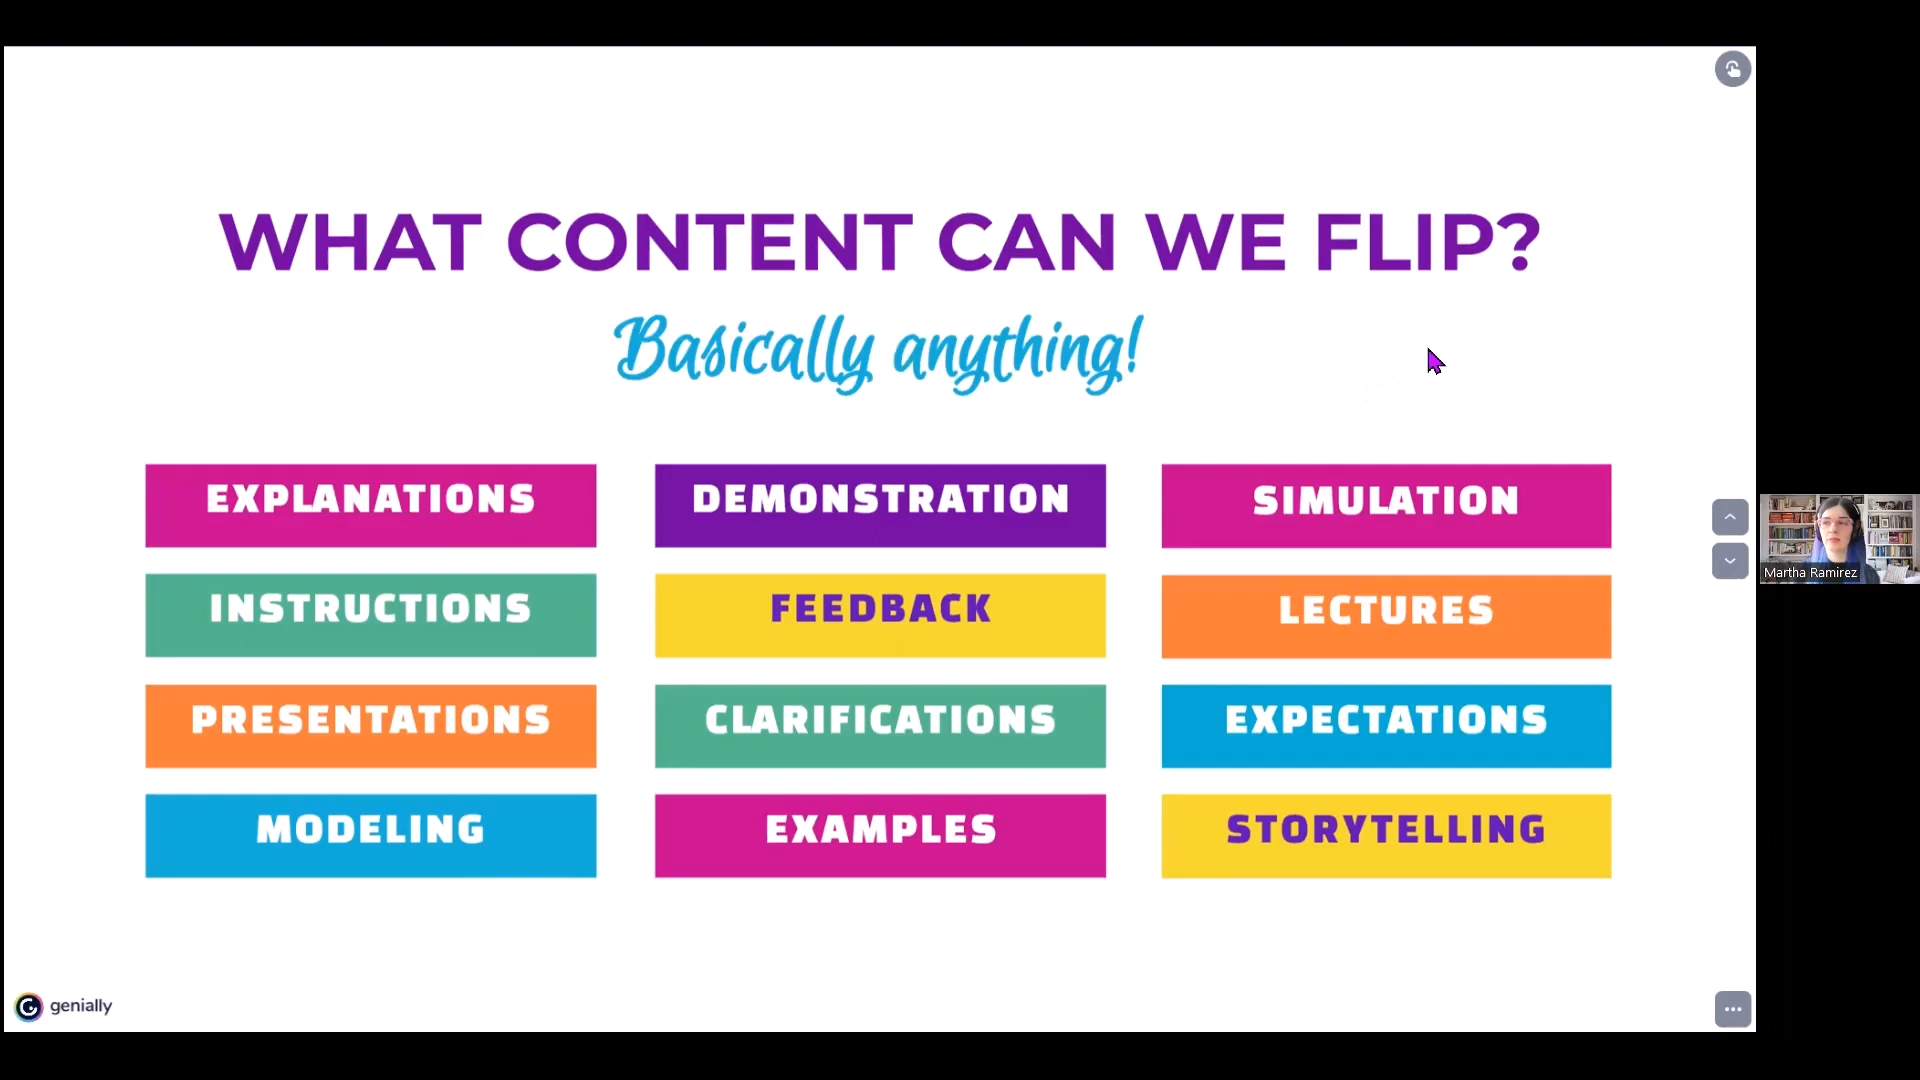 WHAT CONTENT CAN WE FLIP?
Basically anything!
EXPLANATIONS
DEMONSTRATION
SIMULATION
INSTRUCTIONS
FEEDBACK
LECTURES
PRESENTATIONS
CLARIFICATIONS
EXPECTATIONS
MODELING
EXAMPLES
STORYTELLING
Martha Ramirez
genially